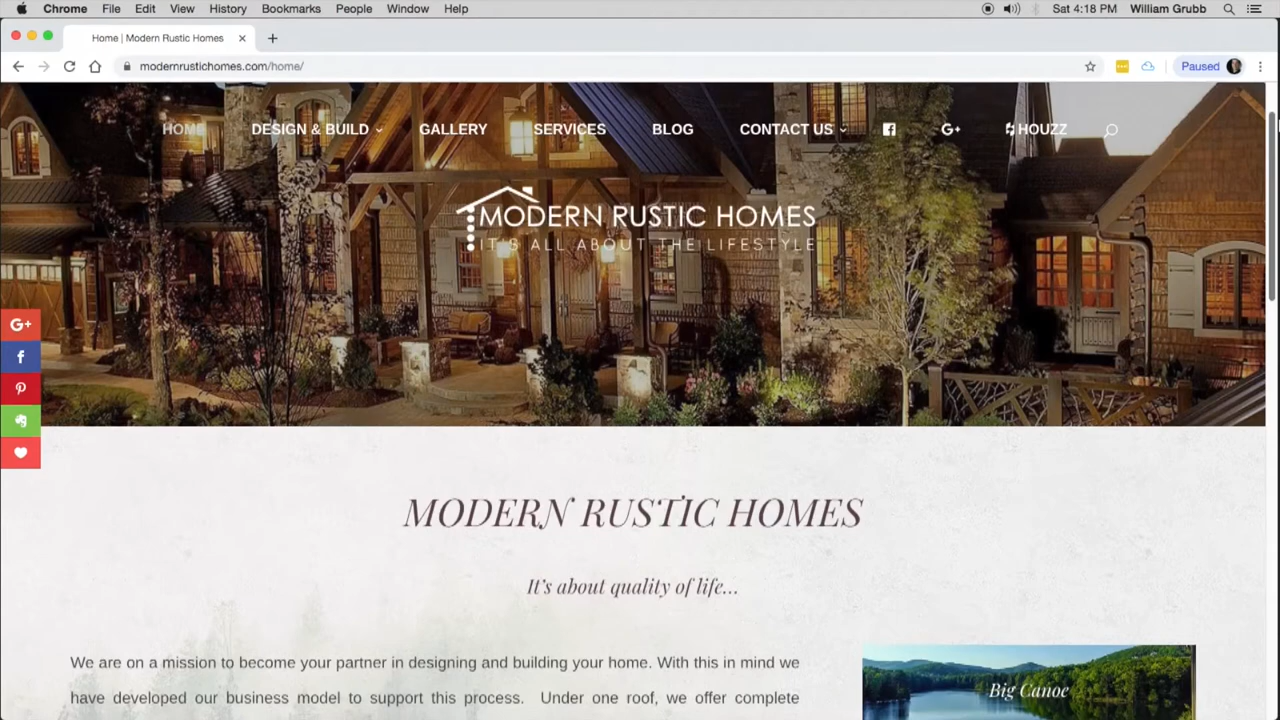 Chrome File Edit View History Bookmarks People Window Help Sat 4:18 PM William Grubb
Home | Modern Rustic Homes
modernrustichomes.com/home/ Paused
HOME DESIGN & BUILD GALLERY SERVICES BLOG CONTACT US G+ HOUZZ
MODERN RUSTIC HOMES
IT'S ALL ABOUT THE LIFESTYLE
G+
MODERN RUSTIC HOMES
It's about quality of life...
We are on a mission to become your partner in designing and building your home. With this in mind we
have developed our business model to support this process. Under one roof, we offer complete
Big Canoe